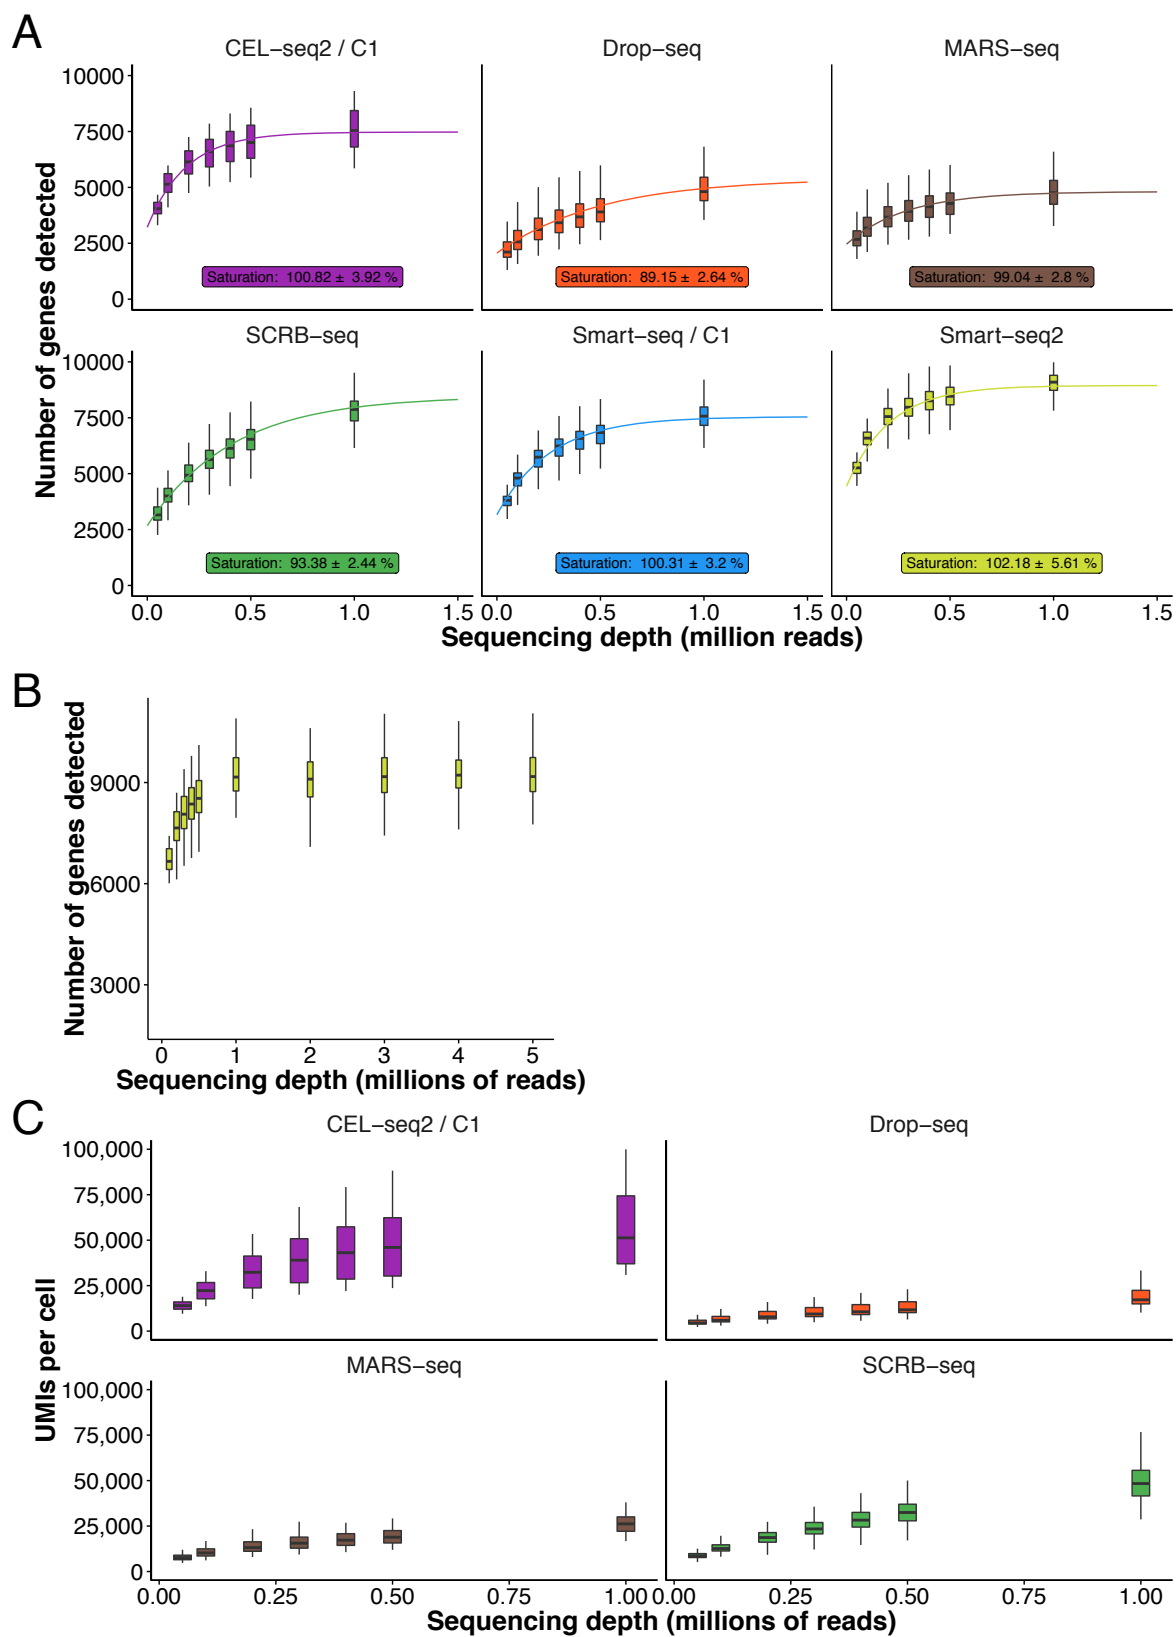 A
CEL−seq2 / C1
Drop−seq
MARS−seq
10000
7500
5000
2500
0
Saturation: 100.82 ± 3.92 %
Saturation: 89.15 ± 2.64 %
Saturation: 99.04 ± 2.8 %
Number of genes detected
SCRB−seq
Smart−seq / C1
Smart−seq2
10000
7500
5000
2500
0
Saturation: 93.38 ± 2.44 %
Saturation: 100.31 ± 3.2 %
Saturation: 102.18 ± 5.61 %
0.0 0.5 1.0 1.5
0.0 0.5 1.0 1.5
0.0 0.5 1.0 1.5
Sequencing depth (million reads)
B
Number of genes detected
9000
6000
3000
0 1 2 3 4 5
Sequencing depth (millions of reads)
C
CEL−seq2 / C1
Drop−seq
100,000
75,000
50,000
25,000
0
UMIs per cell
MARS−seq
SCRB−seq
100,000
75,000
50,000
25,000
0
0.00 0.25 0.50 0.75 1.00
0.00 0.25 0.50 0.75 1.00
Sequencing depth (millions of reads)